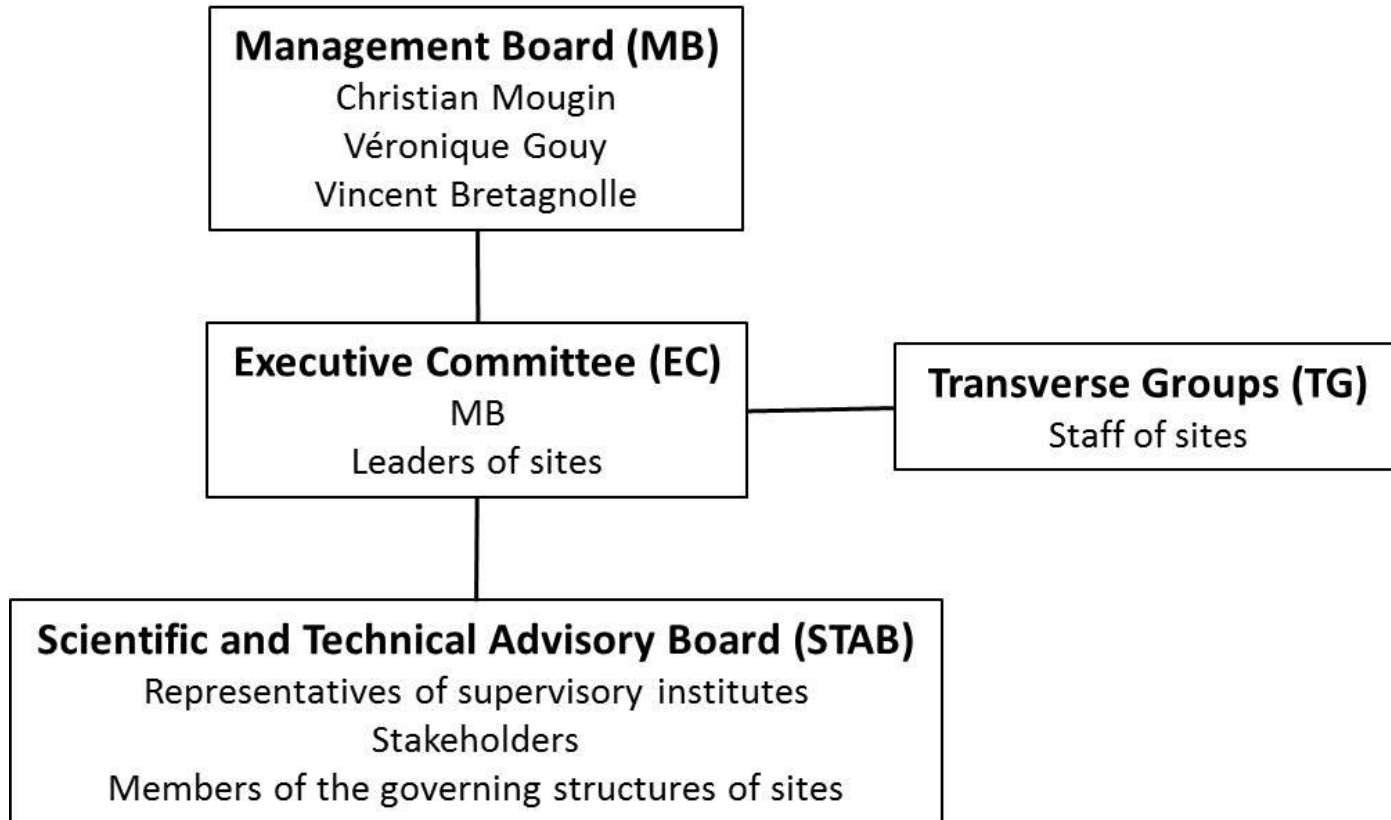 Management Board (MB)
Christian Mougin
Véronique Gouy
Vincent Bretagnolle
Executive Committee (EC)
MB
Leaders of sites
Transverse Groups (TG)
Staff of sites
Scientific and Technical Advisory Board (STAB)
Representatives of supervisory institutes
Stakeholders
Members of the governing structures of sites